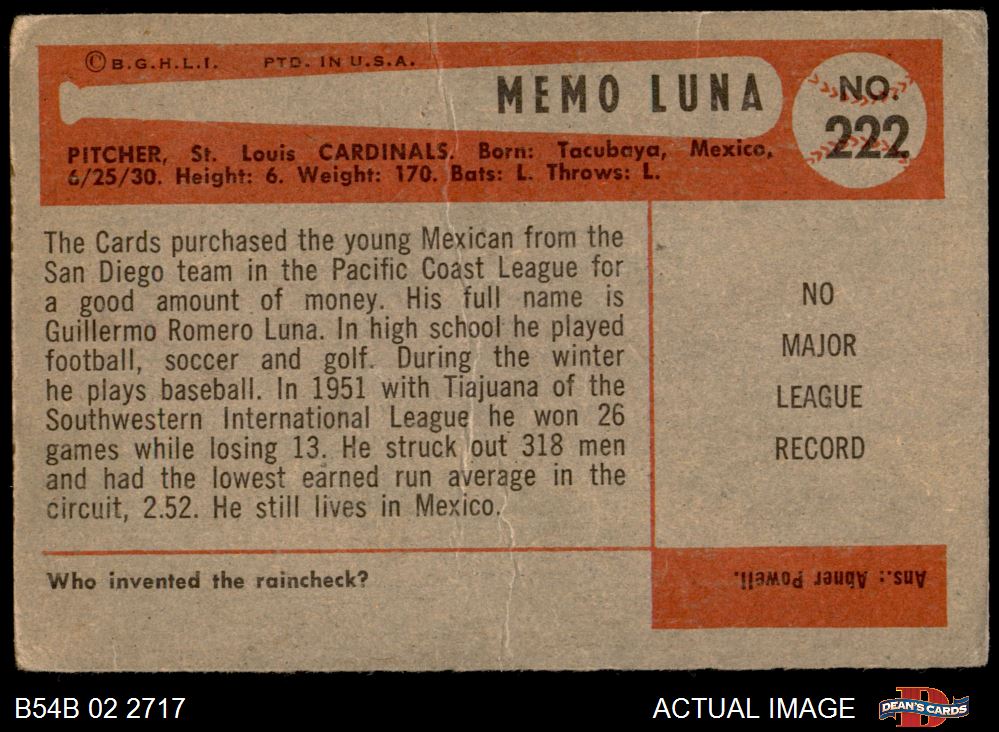 © B.G.H.L.I. PTD. IN U.S.A.
MEMO LUNA
NO.
222
PITCHER, St. Louis CARDINALS. Born: Tacubaya, Mexico,
6/25/30. Height: 6. Weight: 170. Bats: L. Throws: L.
The Cards purchased the young Mexican from the
San Diego team in the Pacific Coast League for
a good amount of money. His full name is
Guillermo Romero Luna. In high school he played
football, soccer and golf. During the winter
he plays baseball. In 1951 with Tiajuana of the
Southwestern International League he won 26
games while losing 13. He struck out 318 men
and had the lowest earned run average in the
circuit, 2.52. He still lives in Mexico.
NO
MAJOR
LEAGUE
RECORD
Who invented the raincheck?
Ans.: Abner Powell.
B54B 02 2717
ACTUAL IMAGE
D
DEAN'S CARDS